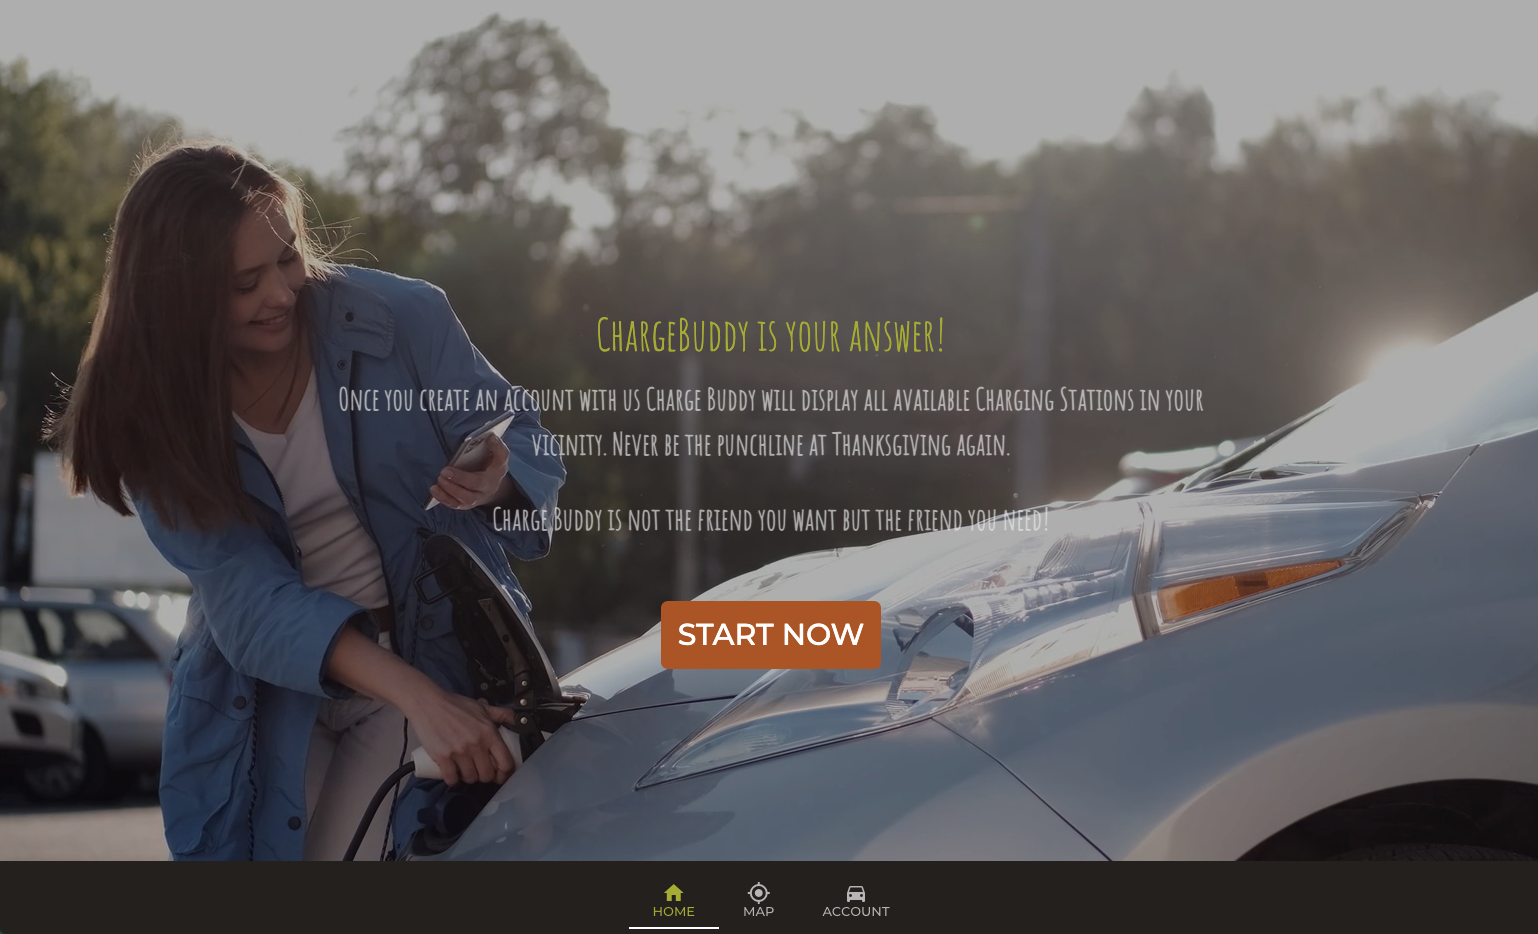 ChargeBuddy is your answer!
Once you create an account with us Charge Buddy will display all available Charging Stations in your
vicinity. Never be the punchline at Thanksgiving again.
Charge Buddy is not the friend you want but the friend you need!
START NOW
HOME MAP ACCOUNT